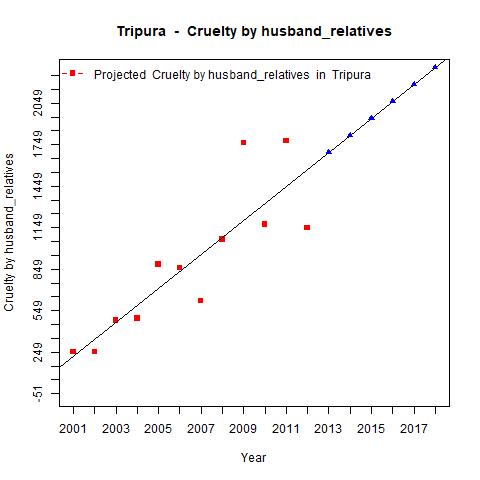 Tripura - Cruelty by husband_relatives
Projected Cruelty by husband_relatives in Tripura
Cruelty by husband_relatives
2049
1749
1449
1149
849
549
249
-51
2001 2003 2005 2007 2009 2011 2013 2015 2017
Year